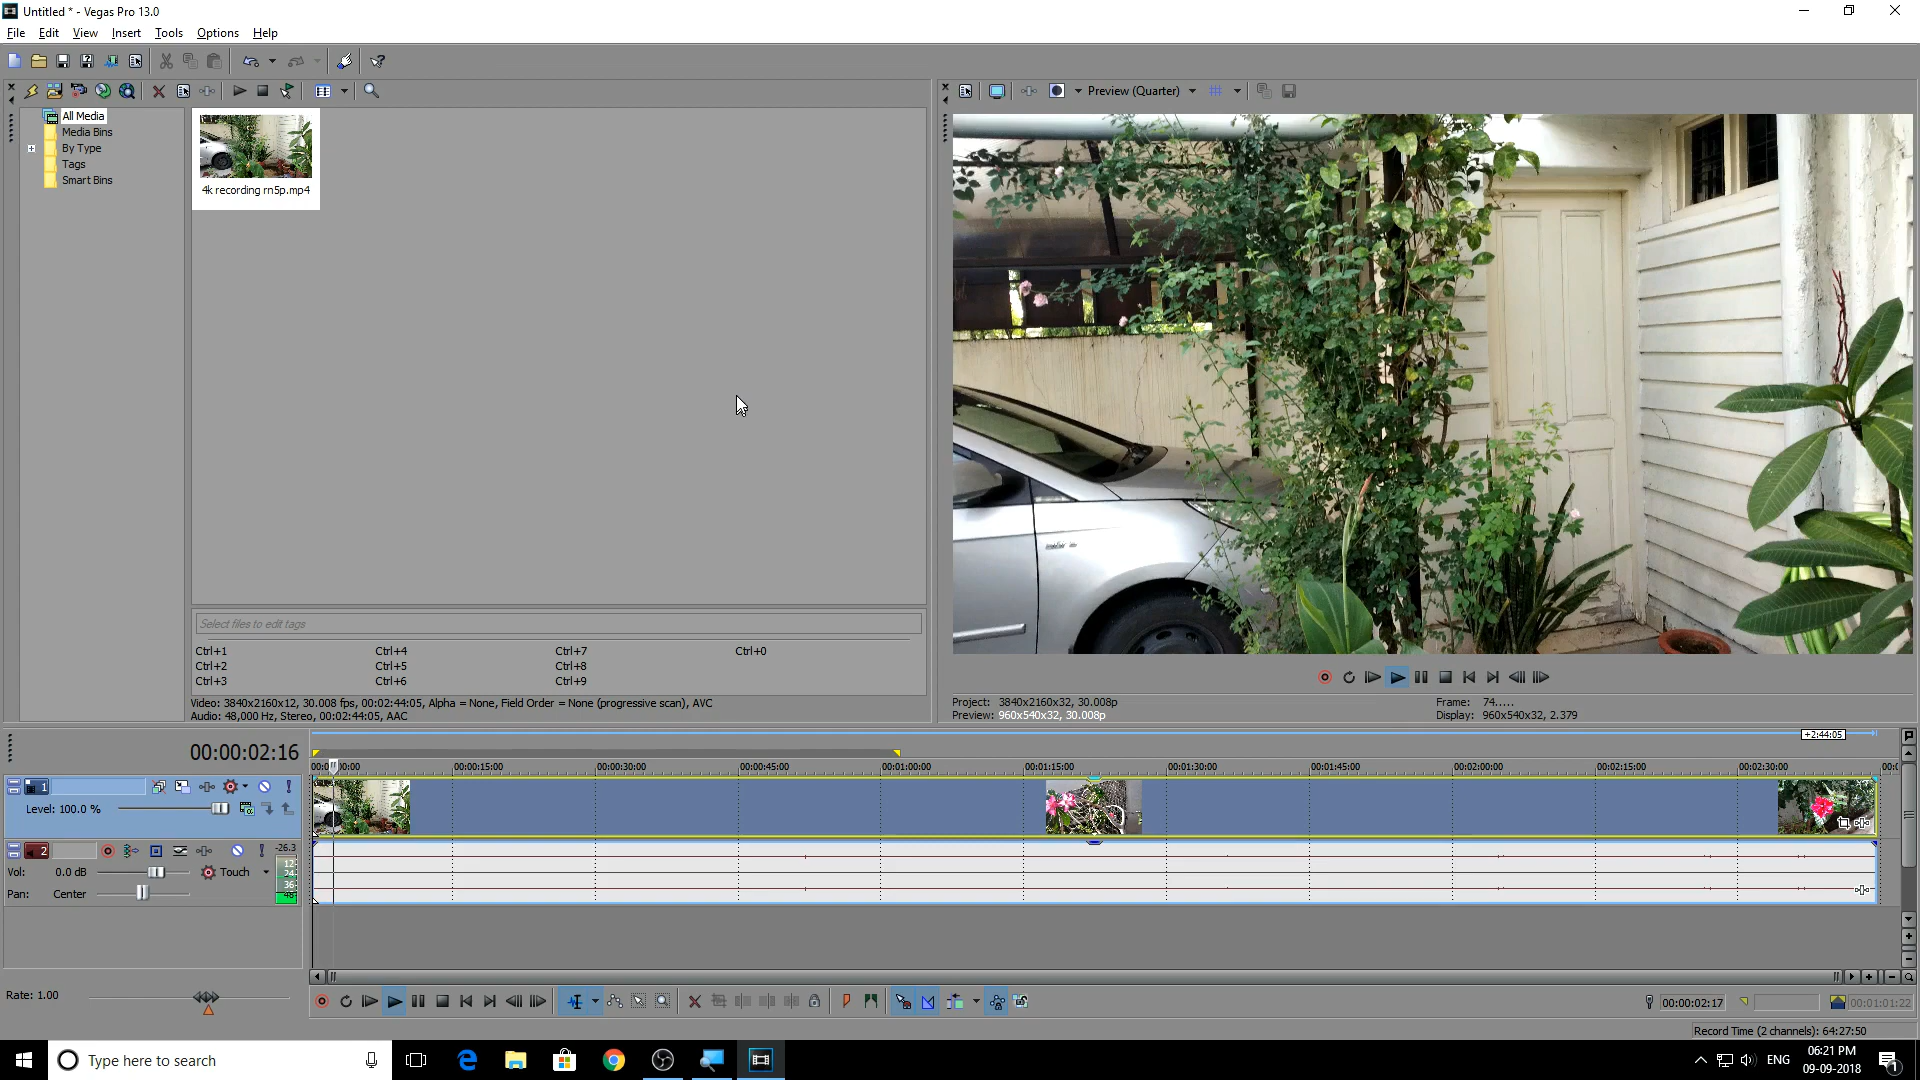 Untitled * - Vegas Pro 13.0
File Edit View Insert Tools Options Help
Preview (Quarter)
All Media
Media Bins
By Type
Tags
Smart Bins
4k recording rn5p.mp4
Select files to edit tags
Ctrl+1 Ctrl+4 Ctrl+7 Ctrl+0
Ctrl+2 Ctrl+5 Ctrl+8
Ctrl+3 Ctrl+6 Ctrl+9
Video: 3840x2160x12, 30.008 fps, 00:02:44:05, Alpha = None, Field Order = None (progressive scan), AVC
Audio: 48,000 Hz, Stereo, 00:02:44:05, AAC
Project: 3840x2160x32, 30.008p Frame: 74.....
Preview: 960x540x32, 30.008p Display: 960x540x32, 2.379
+2:44:05
00:00:02:16
00:00:15:00 00:00:30:00 00:00:45:00 00:01:00:00 00:01:15:00 00:01:30:00 00:01:45:00 00:02:00:00 00:02:15:00 00:02:30:00
1
Level: 100.0 %
2 -26.3
12
24
36
48
Vol: 0.0 dB Touch
Pan: Center
Rate: 1.00
00:00:02:17 00:01:01:22
Record Time (2 channels): 64:27:50
Type here to search
ENG
06:21 PM
09-09-2018
1